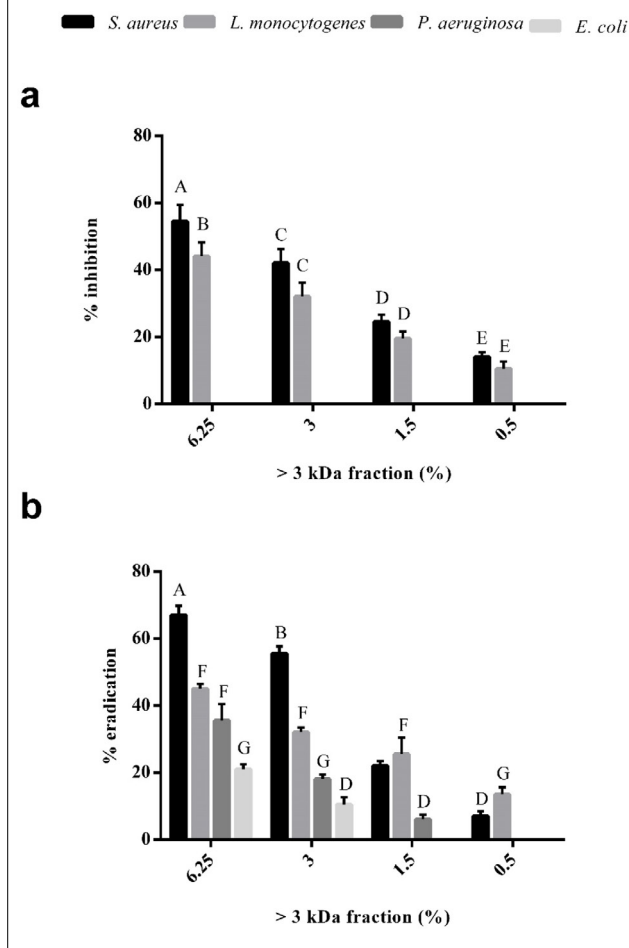 S. aureus L. monocytogenes P. aeruginosa E. coli
a
80
60
40
20
0
% inhibition
A
B
C
C
D
D
E
E
6.25 3 1.5 0.5
> 3 kDa fraction (%)
b
80
60
40
20
0
% eradication
A
F
F
G
B
F
G
D
F
D
D
G
6.25 3 1.5 0.5
> 3 kDa fraction (%)